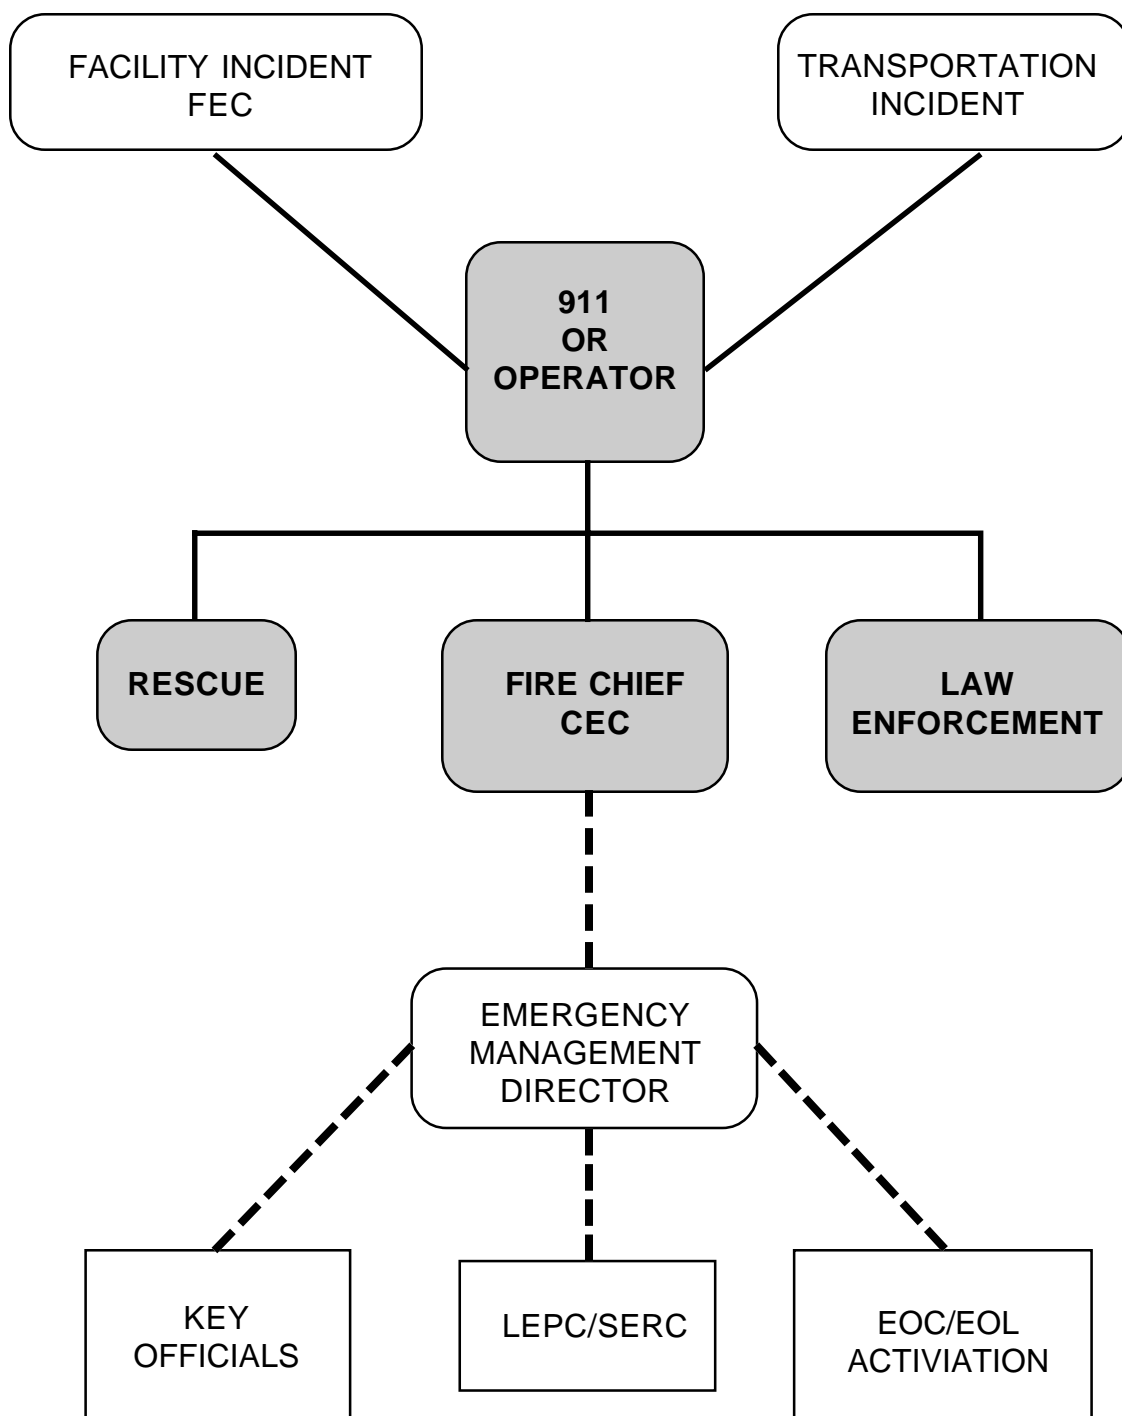 FACILITY INCIDENT
FEC
TRANSPORTATION
INCIDENT
911
OR
OPERATOR
RESCUE
FIRE CHIEF
CEC
LAW
ENFORCEMENT
EMERGENCY
MANAGEMENT
DIRECTOR
KEY
OFFICIALS
LEPC/SERC
EOC/EOL
ACTIVIATION